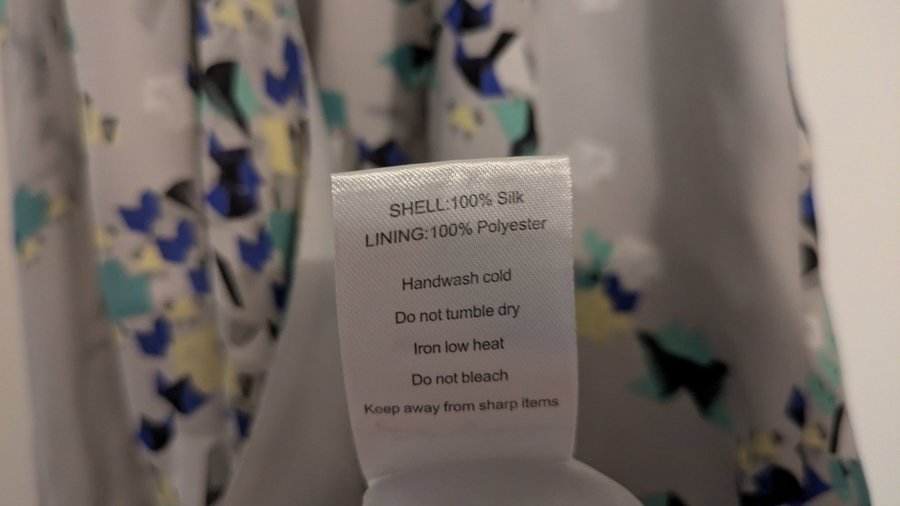 SHELL:100% Silk
LINING:100% Polyester
Handwash cold
Do not tumble dry
Iron low heat
Do not bleach
Keep away from sharp items